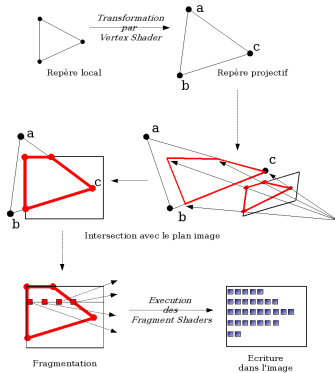 Transformation
par
Vertex Shader
a
c
b
Repère local
Repère projectif
a
c
b
a
c
b
Intersection avec le plan image
Execution
des
Fragment Shaders
Fragmentation
Ecriture
dans l'image